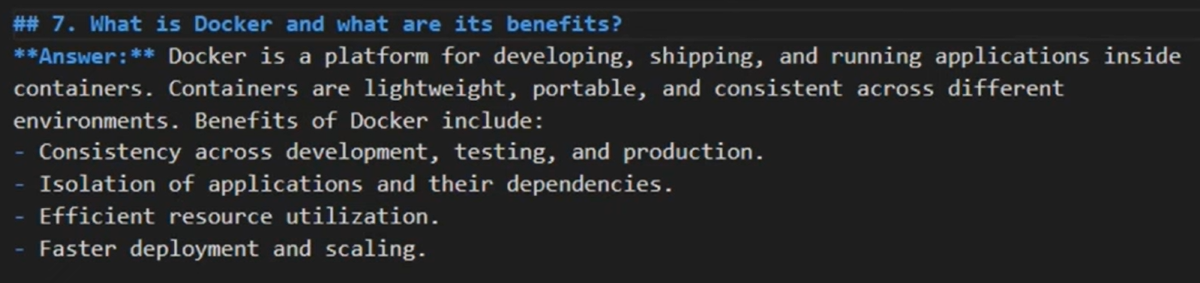 ## 7. What is Docker and what are its benefits?
**Answer:** Docker is a platform for developing, shipping, and running applications inside
containers. Containers are lightweight, portable, and consistent across different
environments. Benefits of Docker include:
- Consistency across development, testing, and production.
- Isolation of applications and their dependencies.
- Efficient resource utilization.
- Faster deployment and scaling.